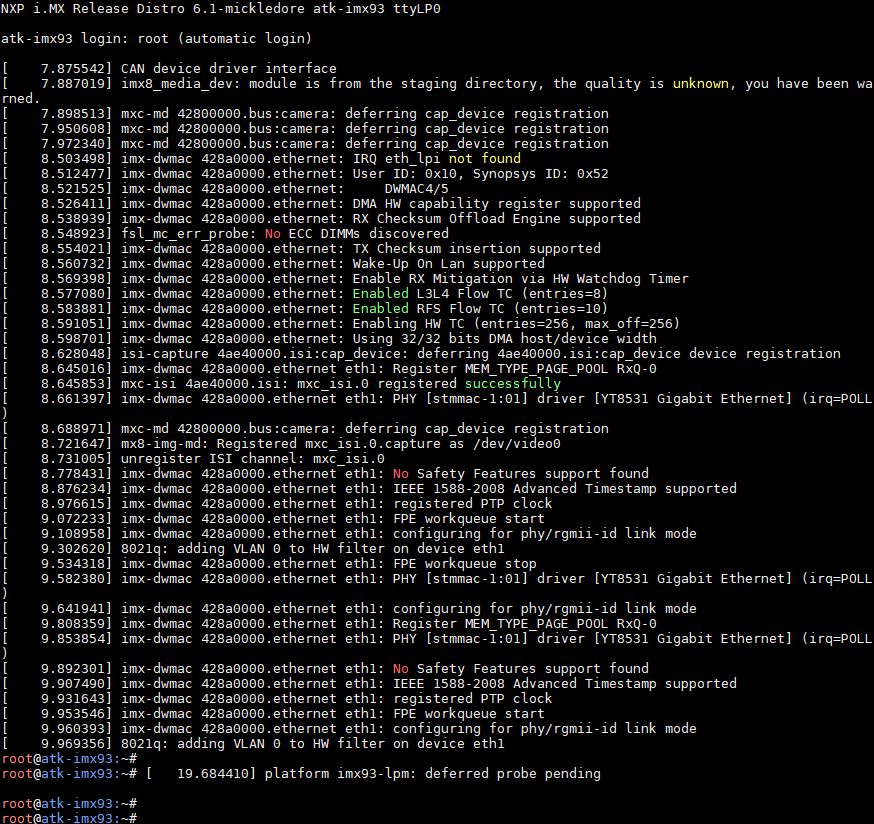 NXP i.MX Release Distro 6.1-mickledore atk-imx93 ttyLP0
atk-imx93 login: root (automatic login)
[    7.875542] CAN device driver interface
[    7.887019] imx8_media_dev: module is from the staging directory, the quality is unknown, you have been wa
rned.
[    7.898513] mxc-md 42800000.bus:camera: deferring cap_device registration
[    7.950608] mxc-md 42800000.bus:camera: deferring cap_device registration
[    7.972340] mxc-md 42800000.bus:camera: deferring cap_device registration
[    8.503498] imx-dwmac 428a0000.ethernet: IRQ eth_lpi not found
[    8.512477] imx-dwmac 428a0000.ethernet: User ID: 0x10, Synopsys ID: 0x52
[    8.521525] imx-dwmac 428a0000.ethernet:     DWMAC4/5
[    8.526411] imx-dwmac 428a0000.ethernet: DMA HW capability register supported
[    8.538939] imx-dwmac 428a0000.ethernet: RX Checksum Offload Engine supported
[    8.548923] fsl_mc_err_probe: No ECC DIMMs discovered
[    8.554021] imx-dwmac 428a0000.ethernet: TX Checksum insertion supported
[    8.560732] imx-dwmac 428a0000.ethernet: Wake-Up On Lan supported
[    8.569398] imx-dwmac 428a0000.ethernet: Enable RX Mitigation via HW Watchdog Timer
[    8.577080] imx-dwmac 428a0000.ethernet: Enabled L3L4 Flow TC (entries=8)
[    8.583881] imx-dwmac 428a0000.ethernet: Enabled RFS Flow TC (entries=10)
[    8.591051] imx-dwmac 428a0000.ethernet: Enabling HW TC (entries=256, max_off=256)
[    8.598701] imx-dwmac 428a0000.ethernet: Using 32/32 bits DMA host/device width
[    8.628048] isi-capture 4ae40000.isi:cap_device: deferring 4ae40000.isi:cap_device device registration
[    8.645016] imx-dwmac 428a0000.ethernet eth1: Register MEM_TYPE_PAGE_POOL RxQ-0
[    8.645853] mxc-isi 4ae40000.isi: mxc_isi.0 registered successfully
[    8.661397] imx-dwmac 428a0000.ethernet eth1: PHY [stmmac-1:01] driver [YT8531 Gigabit Ethernet] (irq=POLL
)
[    8.688971] mxc-md 42800000.bus:camera: deferring cap_device registration
[    8.721647] mx8-img-md: Registered mxc_isi.0.capture as /dev/video0
[    8.731005] unregister ISI channel: mxc_isi.0
[    8.778431] imx-dwmac 428a0000.ethernet eth1: No Safety Features support found
[    8.876234] imx-dwmac 428a0000.ethernet eth1: IEEE 1588-2008 Advanced Timestamp supported
[    8.976615] imx-dwmac 428a0000.ethernet eth1: registered PTP clock
[    9.072233] imx-dwmac 428a0000.ethernet eth1: FPE workqueue start
[    9.108958] imx-dwmac 428a0000.ethernet eth1: configuring for phy/rgmii-id link mode
[    9.302620] 8021q: adding VLAN 0 to HW filter on device eth1
[    9.534318] imx-dwmac 428a0000.ethernet eth1: FPE workqueue stop
[    9.582380] imx-dwmac 428a0000.ethernet eth1: PHY [stmmac-1:01] driver [YT8531 Gigabit Ethernet] (irq=POLL
)
[    9.641941] imx-dwmac 428a0000.ethernet eth1: configuring for phy/rgmii-id link mode
[    9.808359] imx-dwmac 428a0000.ethernet eth1: Register MEM_TYPE_PAGE_POOL RxQ-0
[    9.853854] imx-dwmac 428a0000.ethernet eth1: PHY [stmmac-1:01] driver [YT8531 Gigabit Ethernet] (irq=POLL
)
[    9.892301] imx-dwmac 428a0000.ethernet eth1: No Safety Features support found
[    9.907490] imx-dwmac 428a0000.ethernet eth1: IEEE 1588-2008 Advanced Timestamp supported
[    9.931643] imx-dwmac 428a0000.ethernet eth1: registered PTP clock
[    9.953546] imx-dwmac 428a0000.ethernet eth1: FPE workqueue start
[    9.960393] imx-dwmac 428a0000.ethernet eth1: configuring for phy/rgmii-id link mode
[    9.969356] 8021q: adding VLAN 0 to HW filter on device eth1
root@atk-imx93:~#
root@atk-imx93:~# [   19.684410] platform imx93-lpm: deferred probe pending
root@atk-imx93:~#
root@atk-imx93:~#